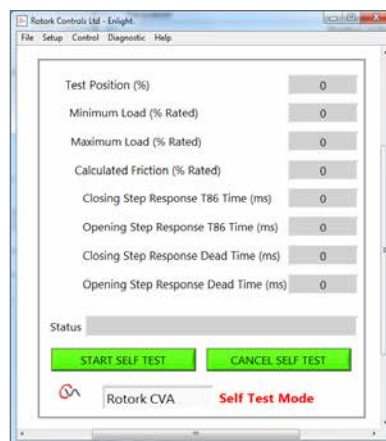 Rotork Controls Ltd - Enlight.
File Setup Control Diagnostic Help
Test Position (%) 0
Minimum Load (% Rated) 0
Maximum Load (% Rated) 0
Calculated Friction (% Rated) 0
Closing Step Response T86 Time (ms) 0
Opening Step Response T86 Time (ms) 0
Closing Step Response Dead Time (ms) 0
Opening Step Response Dead Time (ms) 0
Status
START SELF TEST CANCEL SELF TEST
Rotork CVA Self Test Mode